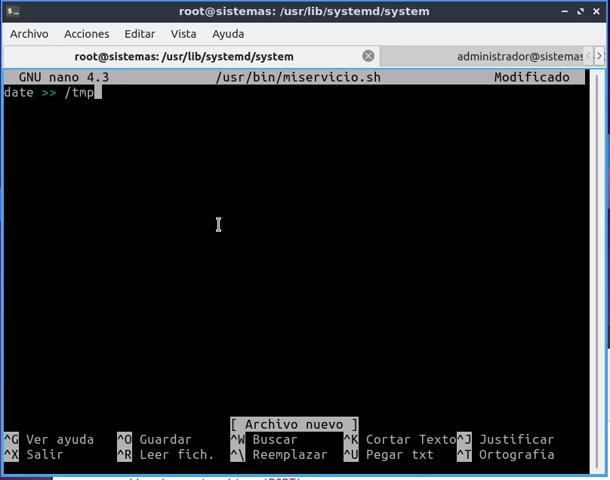 root@sistemas: /usr/lib/systemd/system
Archivo Acciones Editar Vista Ayuda
root@sistemas: /usr/lib/systemd/system administrador@sistemas
GNU nano 4.3 /usr/bin/miservicio.sh Modificado
date >> /tmp
[ Archivo nuevo ]
^G Ver ayuda ^O Guardar ^W Buscar ^K Cortar Texto ^J Justificar
^X Salir ^R Leer fich. ^\ Reemplazar ^U Pegar txt ^T Ortografía